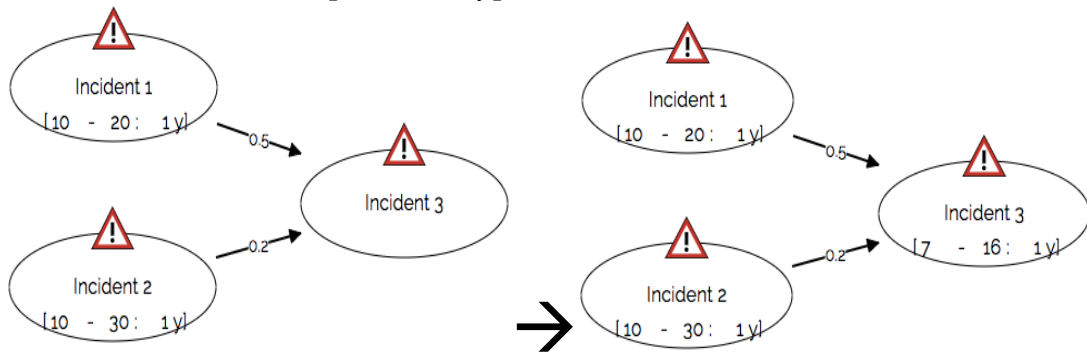 Incident 1
[10 - 20 : 1 y]
0.5
Incident 3
Incident 2
0.2
[10 - 30 : 1 y]
Incident 1
[10 - 20 : 1 y]
0.5
Incident 3
[7 - 16 : 1 y]
Incident 2
0.2
[10 - 30 : 1 y]